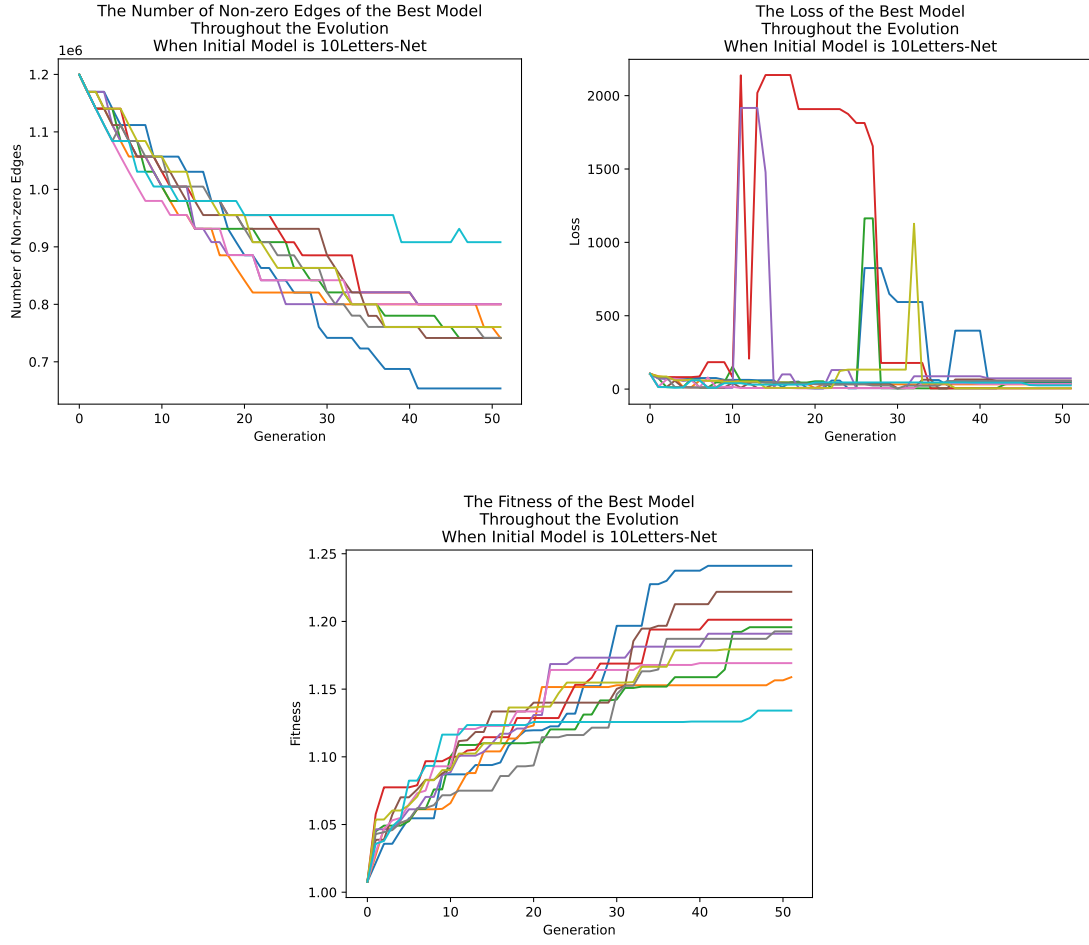 The Number of Non-zero Edges of the Best Model
Throughout the Evolution
When Initial Model is 10Letters-Net
1e6
1.2
1.1
1.0
0.9
0.8
0.7
Number of Non-zero Edges
0
10
20
30
40
50
Generation
The Loss of the Best Model
Throughout the Evolution
When Initial Model is 10Letters-Net
2000
1500
1000
500
0
Loss
0
10
20
30
40
50
Generation
The Fitness of the Best Model
Throughout the Evolution
When Initial Model is 10Letters-Net
1.25
1.20
1.15
1.10
1.05
1.00
Fitness
0
10
20
30
40
50
Generation